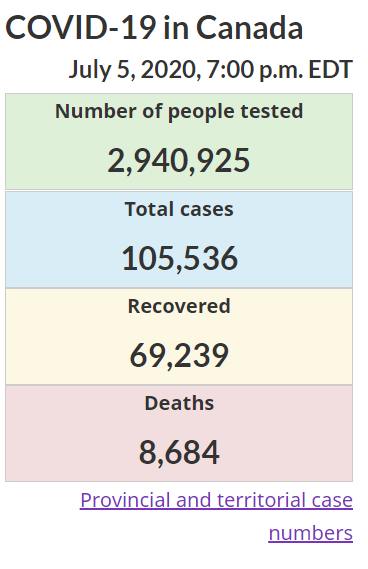 COVID-19 in Canada
July 5, 2020, 7:00 p.m. EDT
Number of people tested
2,940,925
Total cases
105,536
Recovered
69,239
Deaths
8,684
Provincial and territorial case
numbers